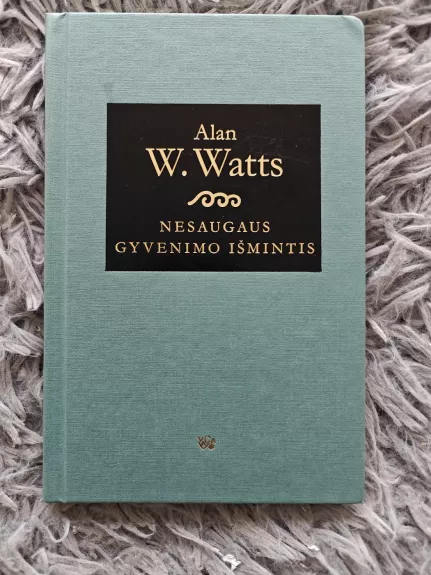 Alan
W. Watts
NESAUGAUS
GYVENIMO IŠMINTIS